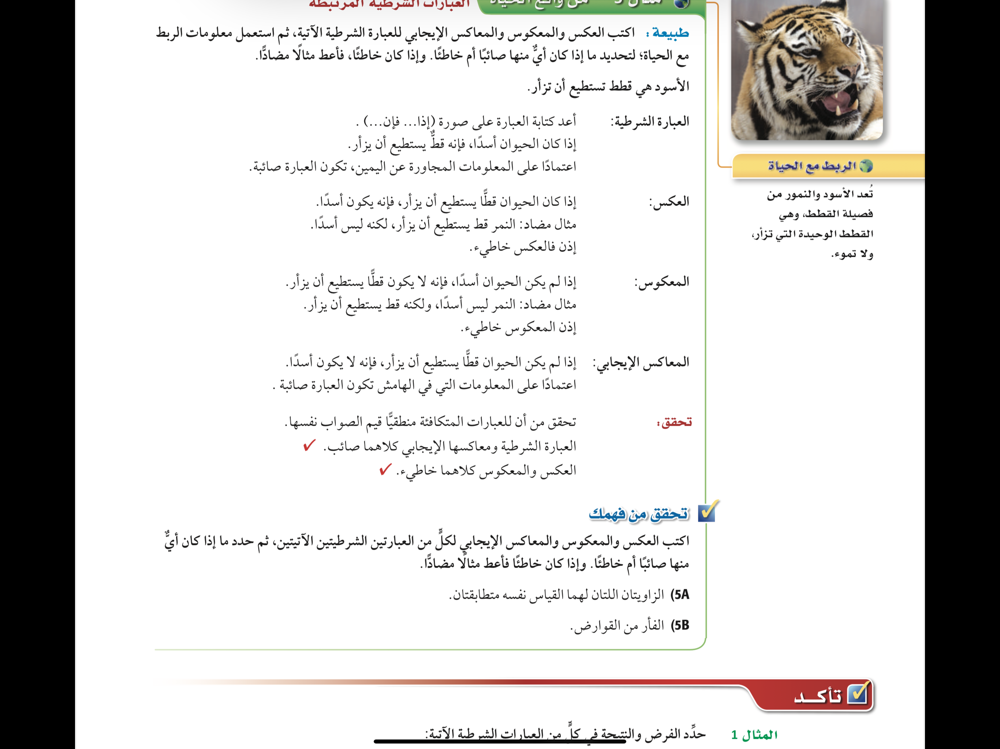 مثال 5 من واقع الحياة العبارات الشرطية المرتبطة
طبيعة: اكتب العكس والمعكوس والمعاكس الإيجابي للعبارة الشرطية الآتية، ثم استعمل معلومات الربط
مع الحياة؛ لتحديد ما إذا كان أيٌّ منها صائبًا أم خاطئًا. وإذا كان خاطئًا، فأعط مثالًا مضادًّا.
الأسود هي قطط تستطيع أن تزأر.
العبارة الشرطية: أعد كتابة العبارة على صورة (إذا... فإن...) .
إذا كان الحيوان أسدًا، فإنه قطٌّ يستطيع أن يزأر.
اعتمادًا على المعلومات المجاورة عن اليمين، تكون العبارة صائبة.
العكس: إذا كان الحيوان قطًّا يستطيع أن يزأر، فإنه يكون أسدًا.
مثال مضاد: النمر قط يستطيع أن يزأر، لكنه ليس أسدًا.
إذن فالعكس خاطيء.
المعكوس: إذا لم يكن الحيوان أسدًا، فإنه لا يكون قطًّا يستطيع أن يزأر.
مثال مضاد: النمر ليس أسدًا، ولكنه قط يستطيع أن يزأر.
إذن المعكوس خاطيء.
المعاكس الإيجابي: إذا لم يكن الحيوان قطًّا يستطيع أن يزأر، فإنه لا يكون أسدًا.
اعتمادًا على المعلومات التي في الهامش تكون العبارة صائبة .
تحقق: تحقق من أن للعبارات المتكافئة منطقيًّا قيم الصواب نفسها.
العبارة الشرطية ومعاكسها الإيجابي كلاهما صائب. ✓
العكس والمعكوس كلاهما خاطيء. ✓
الربط مع الحياة
تُعد الأسود والنمور من
فصيلة القطط، وهي
القطط الوحيدة التي تزأر،
ولا تموء.
تحقق من فهمك
اكتب العكس والمعكوس والمعاكس الإيجابي لكلٍّ من العبارتين الشرطيتين الآتيتين، ثم حدد ما إذا كان أيٌّ
منها صائبًا أم خاطئًا. وإذا كان خاطئًا فأعط مثالًا مضادًّا.
5A) الزاويتان اللتان لهما القياس نفسه متطابقتان.
5B) الفأر من القوارض.
تأكد
المثال 1 حدِّد الفرض والنتيجة في كلٍّ من العبارات الشرطية الآتية: